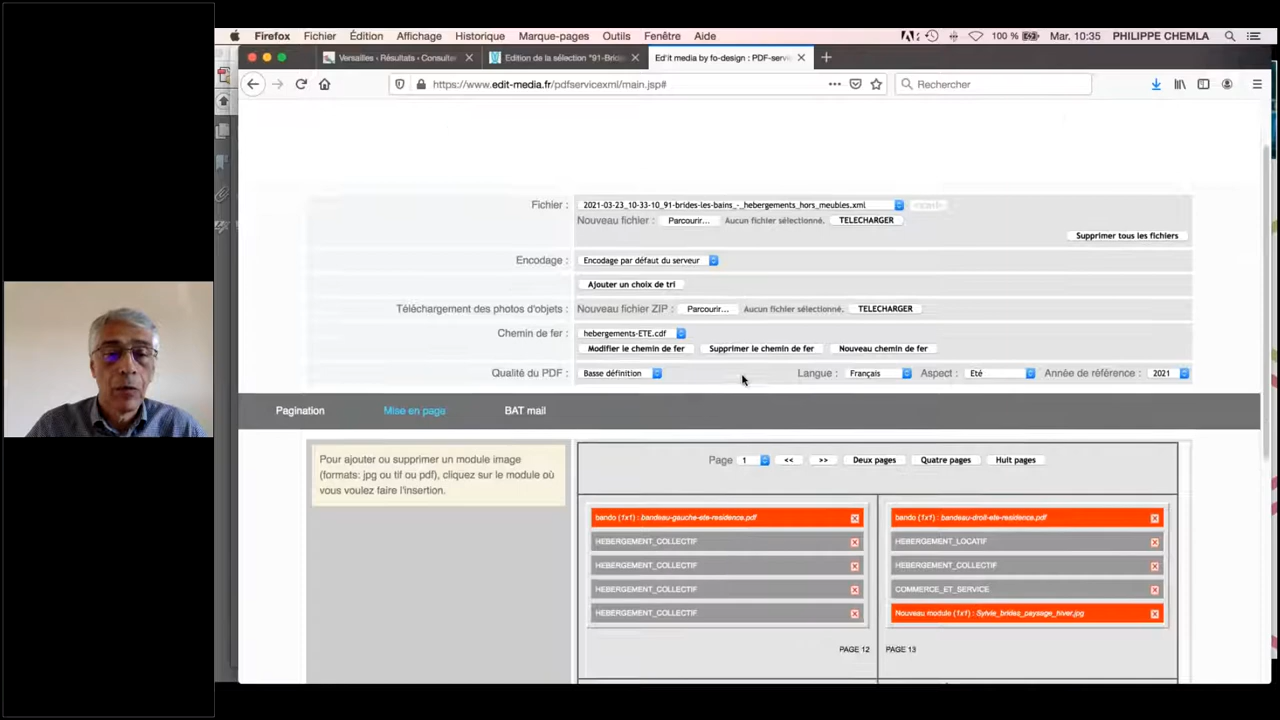 Firefox Fichier Édition Affichage Historique Marque-pages Outils Fenêtre Aide 100 % Mar. 10:35 PHILIPPE CHEMLA
Versailles ‹ Résultats ‹ Consulter Edition de la sélection "91-Brid Ed'it media by fo-design : PDF-serv
https://www.edit-media.fr/pdfservicexml/main.jsp# Rechercher
Fichier : 2021-03-23_10-33-10_91-brides-les-bains_-_hebergements_hors_meubles.xml
Nouveau fichier : Parcourir... Aucun fichier sélectionné. TELECHARGER
Supprimer tous les fichiers
Encodage : Encodage par défaut du serveur
Ajouter un choix de tri
Téléchargement des photos d'objets : Nouveau fichier ZIP : Parcourir... Aucun fichier sélectionné. TELECHARGER
Chemin de fer : hebergements-ETE.cdf
Modifier le chemin de fer Supprimer le chemin de fer Nouveau chemin de fer
Qualité du PDF : Basse définition Langue : Français Aspect : Eté Année de référence : 2021
Pagination Mise en page BAT mail
Pour ajouter ou supprimer un module image
(formats: jpg ou tif ou pdf), cliquez sur le module où
vous voulez faire l'insertion.
Page 1 << >> Deux pages Quatre pages Huit pages
bando (1x1) : bandeau-gauche-ete-residence.pdf
HEBERGEMENT_COLLECTIF
HEBERGEMENT_COLLECTIF
HEBERGEMENT_COLLECTIF
HEBERGEMENT_COLLECTIF
PAGE 12
bando (1x1) : bandeau-droit-ete-residence.pdf
HEBERGEMENT_LOCATIF
HEBERGEMENT_COLLECTIF
COMMERCE_ET_SERVICE
Nouveau module (1x1) : Sylvie_brides_paysage_hiver.jpg
PAGE 13